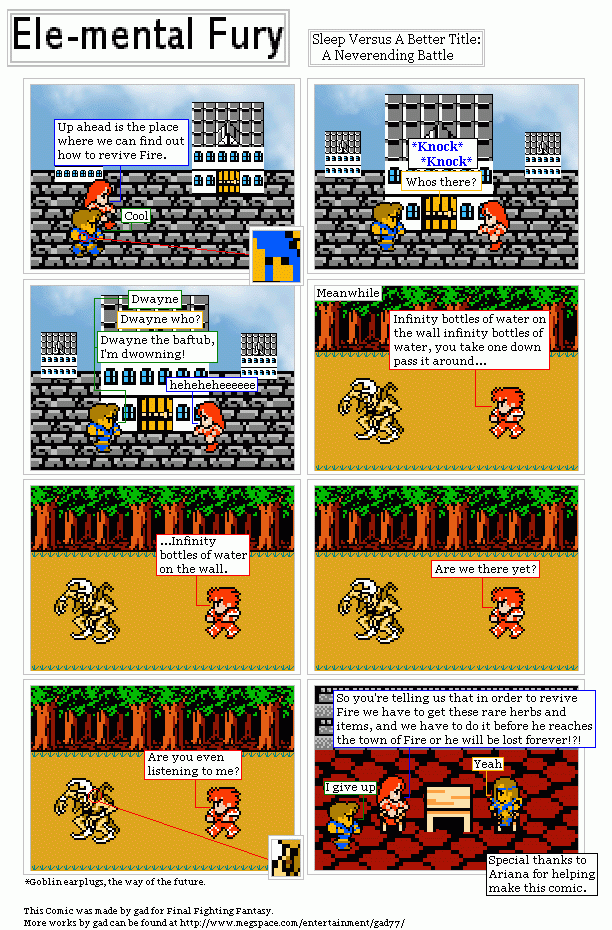 Ele-mental Fury
Sleep Versus A Better Title:
A Neverending Battle
Up ahead is the place
where we can find out
how to revive Fire.
Cool
*Knock*
*Knock*
Whos there?
Dwayne
Dwayne who?
Dwayne the baftub,
I'm dwowning!
heheheheeeeee
Meanwhile
Infinity bottles of water on
the wall infinity bottles of
water, you take one down
pass it around...
...Infinity
bottles of water
on the wall.
Are we there yet?
Are you even
listening to me?
*Goblin earplugs, the way of the future.
So you're telling us that in order to revive
Fire we have to get these rare herbs and
items, and we have to do it before he reaches
the town of Fire or he will be lost forever!?!
Yeah
I give up
Special thanks to
Ariana for helping
make this comic.
This Comic was made by gad for Final Fighting Fantasy.
More works by gad can be found at http://www.megspace.com/entertainment/gad77/